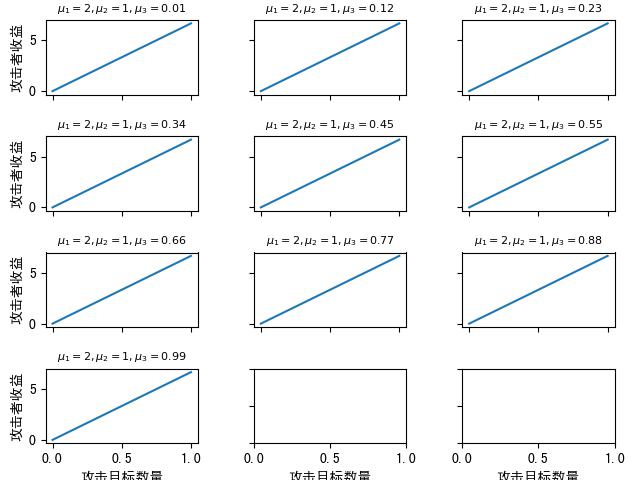 μ₁ = 2, μ₂ = 1, μ₃ = 0.01
μ₁ = 2, μ₂ = 1, μ₃ = 0.12
μ₁ = 2, μ₂ = 1, μ₃ = 0.23
攻击者收益
5
0
μ₁ = 2, μ₂ = 1, μ₃ = 0.34
μ₁ = 2, μ₂ = 1, μ₃ = 0.45
μ₁ = 2, μ₂ = 1, μ₃ = 0.55
攻击者收益
5
0
μ₁ = 2, μ₂ = 1, μ₃ = 0.66
μ₁ = 2, μ₂ = 1, μ₃ = 0.77
μ₁ = 2, μ₂ = 1, μ₃ = 0.88
攻击者收益
5
0
μ₁ = 2, μ₂ = 1, μ₃ = 0.99
攻击者收益
5
0
0.0 0.5 1.0
0.0 0.5 1.0
0.0 0.5 1.0
攻击目标数量
攻击目标数量
攻击目标数量